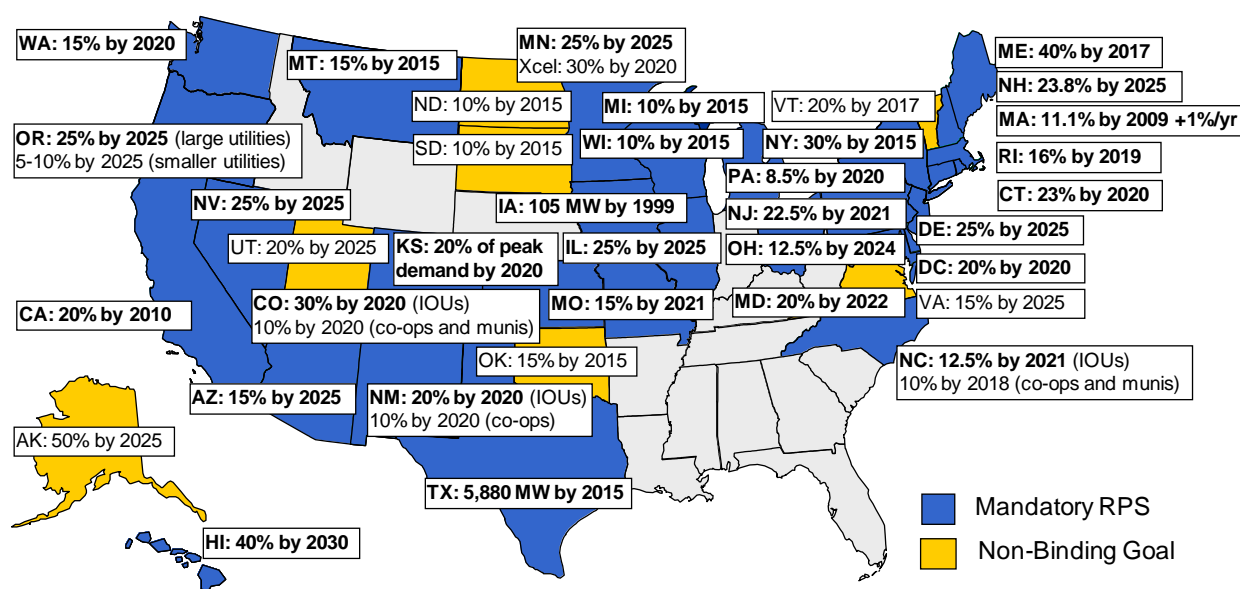 WA: 15% by 2020
MT: 15% by 2015
MN: 25% by 2025
Xcel: 30% by 2020
ME: 40% by 2017
NH: 23.8% by 2025
ND: 10% by 2015
MI: 10% by 2015
VT: 20% by 2017
MA: 11.1% by 2009 +1%/yr
OR: 25% by 2025 (large utilities)
5-10% by 2025 (smaller utilities)
SD: 10% by 2015
WI: 10% by 2015
NY: 30% by 2015
RI: 16% by 2019
PA: 8.5% by 2020
CT: 23% by 2020
NV: 25% by 2025
IA: 105 MW by 1999
NJ: 22.5% by 2021
DE: 25% by 2025
UT: 20% by 2025
KS: 20% of peak
demand by 2020
IL: 25% by 2025
OH: 12.5% by 2024
DC: 20% by 2020
CO: 30% by 2020 (IOUs)
10% by 2020 (co-ops and munis)
MO: 15% by 2021
MD: 20% by 2022
VA: 15% by 2025
CA: 20% by 2010
OK: 15% by 2015
NC: 12.5% by 2021 (IOUs)
10% by 2018 (co-ops and munis)
AZ: 15% by 2025
NM: 20% by 2020 (IOUs)
10% by 2020 (co-ops)
AK: 50% by 2025
TX: 5,880 MW by 2015
HI: 40% by 2030
Mandatory RPS
Non-Binding Goal